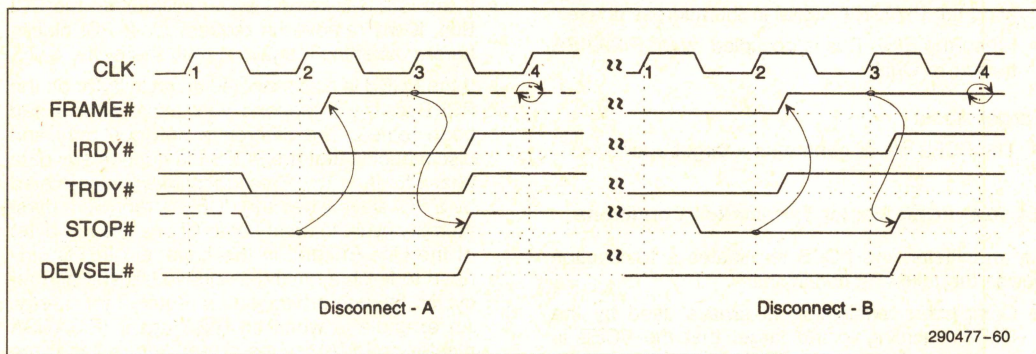 CLK 1 2 3 4 1 2 3 4
FRAME#
IRDY#
TRDY#
STOP#
DEVSEL#
Disconnect - A Disconnect - B
290477-60